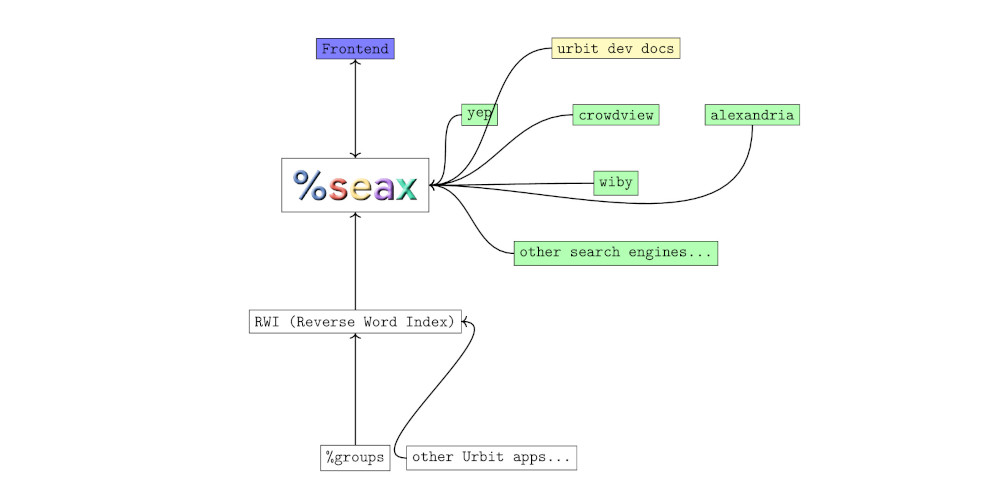 Frontend
urbit dev docs
yep
crowdview
alexandria
%seax
wiby
other search engines...
RWI (Reverse Word Index)
%groups
other Urbit apps...